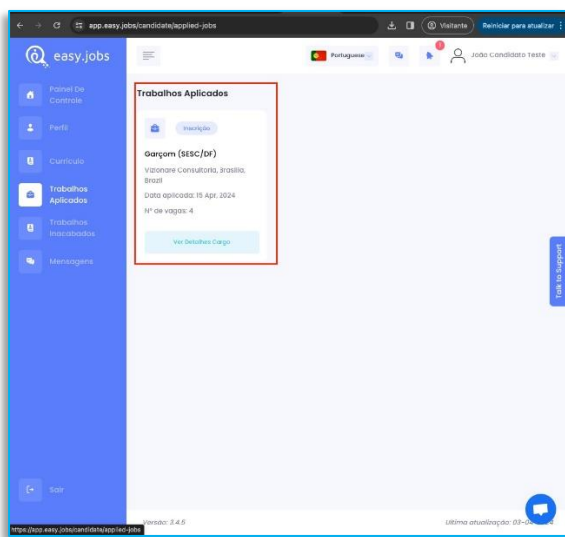 app.easy.jobs/candidate/applied-jobs
Visitante
Reiniciar para atualizar
easy.jobs
Portuguese
João Candidato Teste
Painel De
Controle
Perfil
Currículo
Trabalhos
Aplicados
Trabalhos
Inacabados
Mensagens
Sair
Trabalhos Aplicados
Inscrição
Garçom (SESC/DF)
Vizionare Consultoria, Brasília,
Brazil
Data aplicada: 15 Apr, 2024
Nº de vagas: 4
Ver Detalhes Cargo
Talk to Support
https://app.easy.jobs/candidate/applied-jobs
Versão: 3.4.5
Última atualização: 03-04-